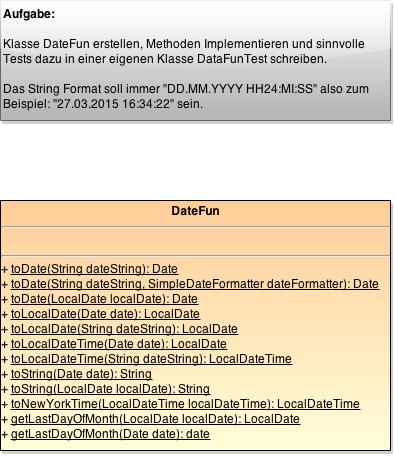 Aufgabe:
Klasse DateFun erstellen, Methoden Implementieren und sinnvolle
Tests dazu in einer eigenen Klasse DataFunTest schreiben.
Das String Format soll immer "DD.MM.YYYY HH24:MI:SS" also zum
Beispiel: "27.03.2015 16:34:22" sein.
DateFun
+ toDate(String dateString): Date
+ toDate(String dateString, SimpleDateFormatter dateFormatter): Date
+ toDate(LocalDate localDate): Date
+ toLocalDate(Date date): LocalDate
+ toLocalDate(String dateString): LocalDate
+ toLocalDateTime(Date date): LocalDate
+ toLocalDateTime(String dateString): LocalDateTime
+ toString(Date date): String
+ toString(LocalDate localDate): String
+ toNewYorkTime(LocalDateTime localDateTime): LocalDateTime
+ getLastDayOfMonth(LocalDate localDate): LocalDate
+ getLastDayOfMonth(Date date): date